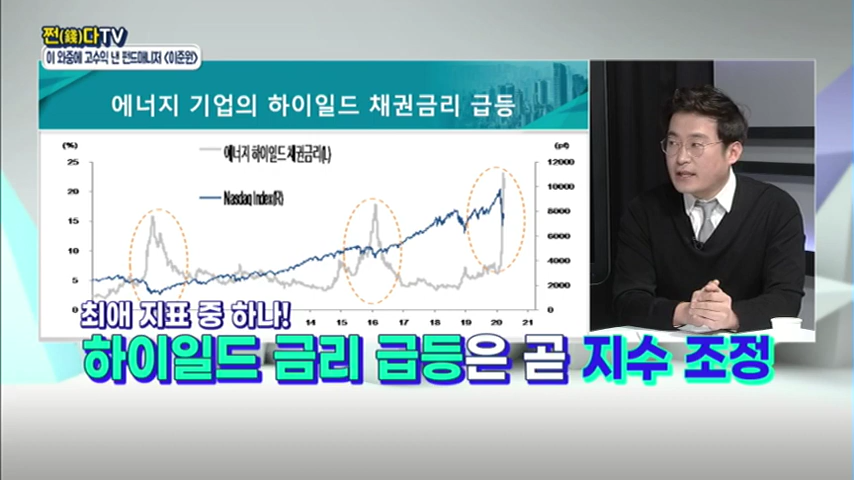 쩐(錢)다TV
이 와중에 고수익 낸 펀드매니저 <이준원>
에너지 기업의 하이일드 채권금리 급등
(%)
(pt)
에너지 하이일드 채권금리(L)
Nasdaq Index(R)
25
20
15
10
5
0
12000
10000
8000
6000
4000
2000
0
14 15 16 17 18 19 20 21
최애 지표 중 하나!
하이일드 금리 급등은 곧 지수 조정